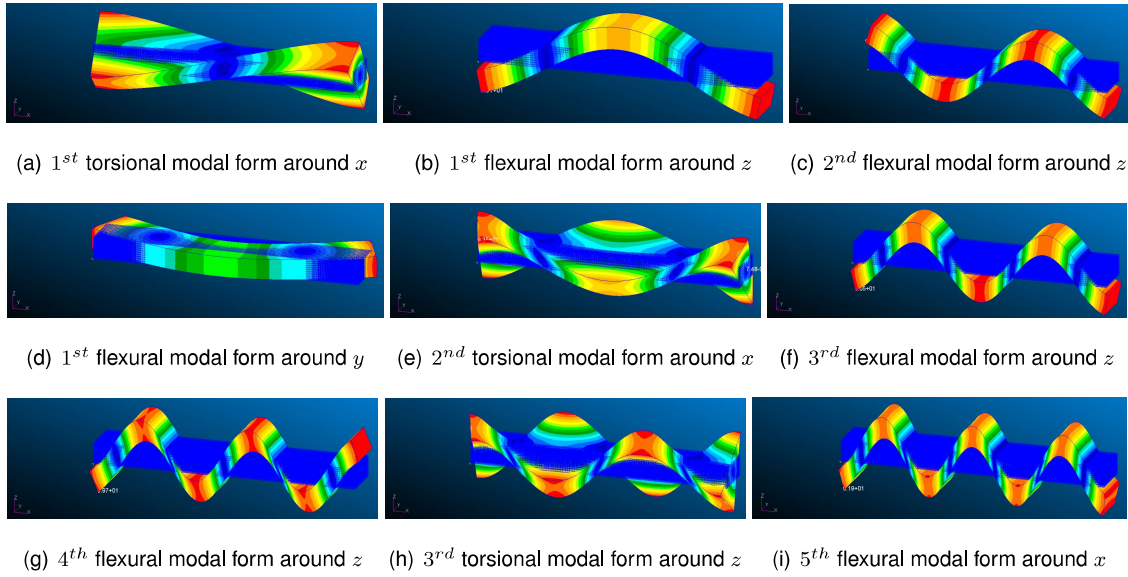 (a) 1st torsional modal form around x
(b) 1st flexural modal form around z
(c) 2nd flexural modal form around z
(d) 1st flexural modal form around y
(e) 2nd torsional modal form around x
(f) 3rd flexural modal form around z
(g) 4th flexural modal form around z
(h) 3rd torsional modal form around z
(i) 5th flexural modal form around x